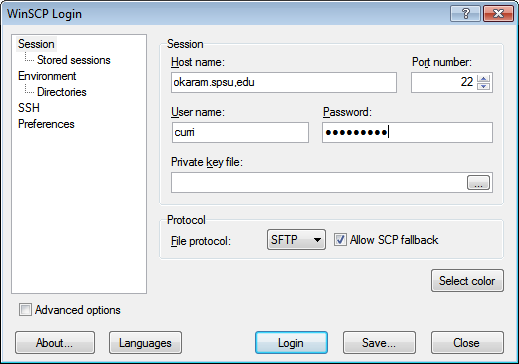 WinSCP Login
?
Session
Stored sessions
Environment
Directories
SSH
Preferences
Session
Host name:
Port number:
okaram.spsu,edu
22
User name:
Password:
curri
●●●●●●●●●
Private key file:
...
Protocol
File protocol:
SFTP
Allow SCP fallback
Select color
Advanced options
About...
Languages
Login
Save...
Close